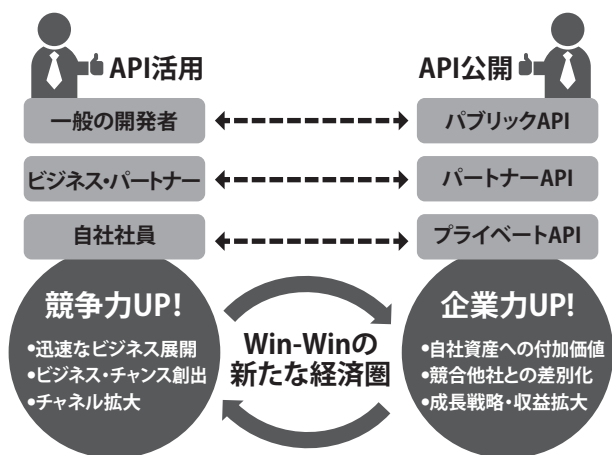 API活用
API公開
一般の開発者
パブリックAPI
ビジネス・パートナー
パートナーAPI
自社社員
プライベートAPI
競争力UP!
•迅速なビジネス展開
•ビジネス・チャンス創出
•チャネル拡大
Win-Winの
新たな経済圏
企業力UP!
•自社資産への付加価値
•競合他社との差別化
•成長戦略・収益拡大